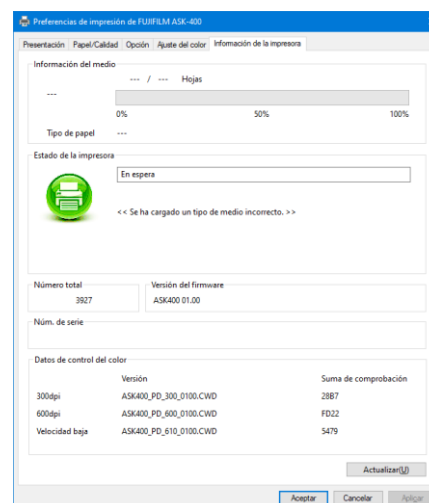 Preferencias de impresión de FUJIFILM ASK-400
Presentación Papel/Calidad Opción Ajuste del color Información de la impresora
Información del medio
--- / --- Hojas
---
0% 50% 100%
Tipo de papel ---
Estado de la impresora
En espera
<< Se ha cargado un tipo de medio incorrecto. >>
Número total Versión del firmware
3927 ASK400 01.00
Núm. de serie
Datos de control del color
Versión Suma de comprobación
300dpi ASK400_PD_300_0100.CWD 28B7
600dpi ASK400_PD_600_0100.CWD FD22
Velocidad baja ASK400_PD_610_0100.CWD 5479
Actualizar(U)
Aceptar Cancelar Aplicar